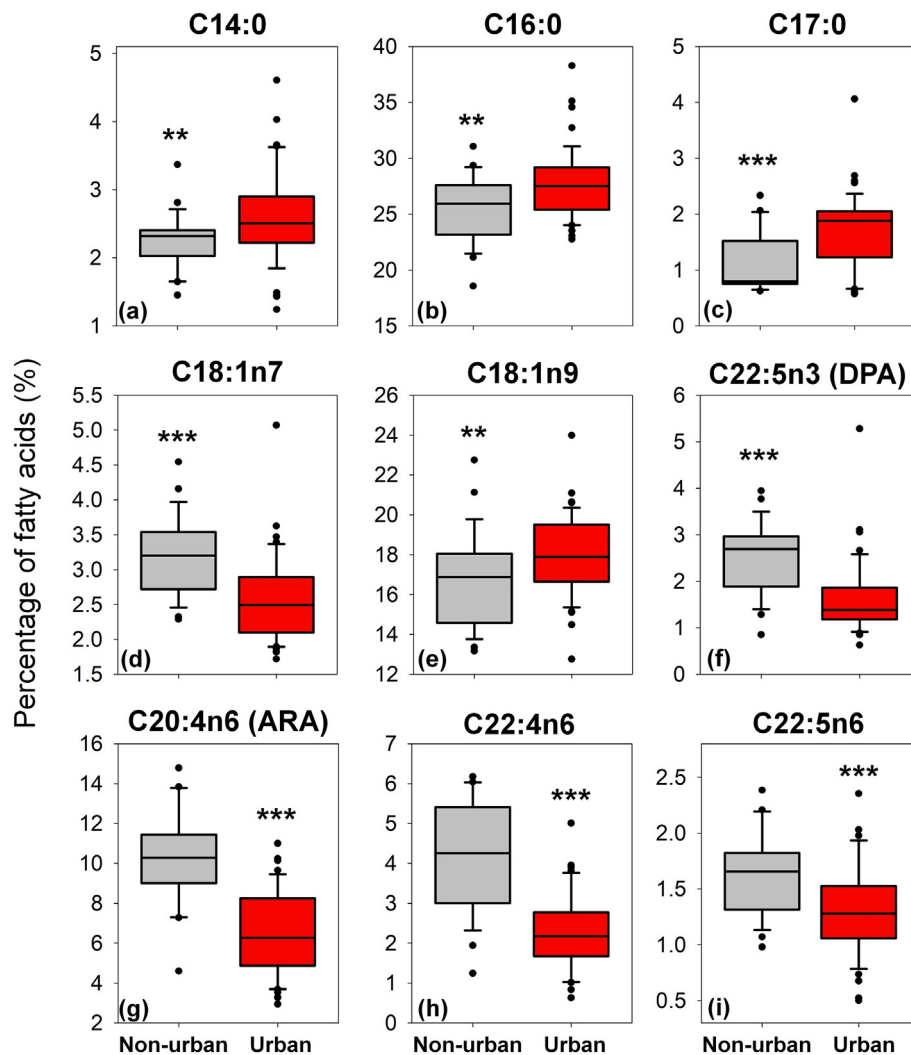 C14:0 C16:0 C17:0
5 40 5
4 35 4
3 30 3
2 25 2
20 1
1 15 0
** ** ***
(a) (b) (c)
Percentage of fatty acids (%)
C18:1n7 C18:1n9 C22:5n3 (DPA)
5.5 26 6
5.0 24 5
4.5 22 4
4.0 20 3
3.5 18 2
3.0 16 1
2.5 14 0
2.0 12
1.5
*** ** ***
(d) (e) (f)
C20:4n6 (ARA) C22:4n6 C22:5n6
16 7 2.5
14 6 2.0
12 5 1.5
10 4 1.0
8 3 0.5
6 2
4 1
2 0
*** *** ***
(g) (h) (i)
Non-urban Urban Non-urban Urban Non-urban Urban